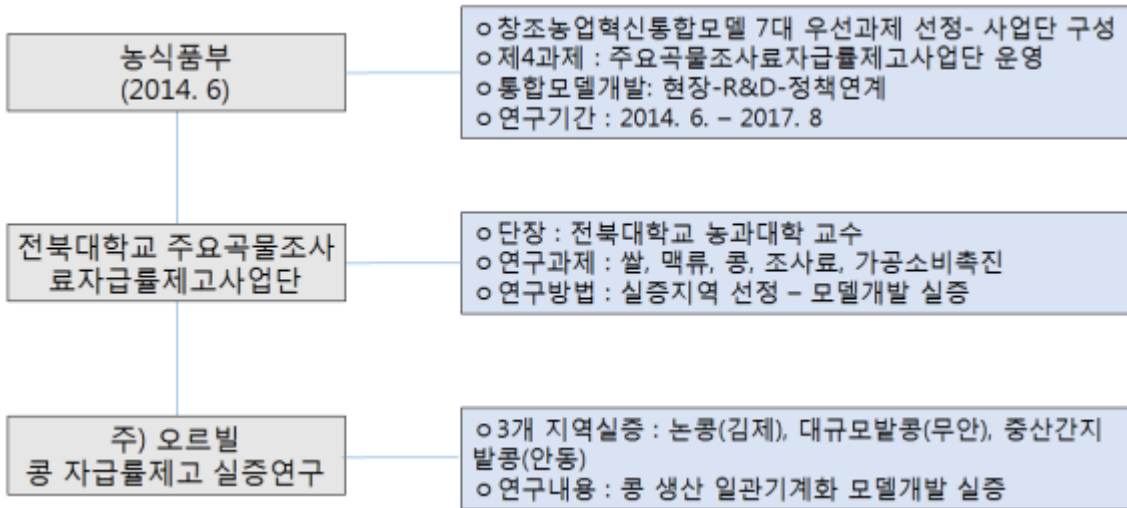 농식품부
(2014. 6)
ㅇ창조농업혁신통합모델 7대 우선과제 선정- 사업단 구성
ㅇ제4과제 : 주요곡물조사료자급률제고사업단 운영
ㅇ통합모델개발: 현장-R&D-정책연계
ㅇ연구기간 : 2014. 6. – 2017. 8
전북대학교 주요곡물조사
료자급률제고사업단
ㅇ단장 : 전북대학교 농과대학 교수
ㅇ연구과제 : 쌀, 맥류, 콩, 조사료, 가공소비촉진
ㅇ연구방법 : 실증지역 선정 – 모델개발 실증
주) 오르빌
콩 자급률제고 실증연구
ㅇ3개 지역실증 : 논콩(김제), 대규모밭콩(무안), 중산간지
밭콩(안동)
ㅇ연구내용 : 콩 생산 일관기계화 모델개발 실증